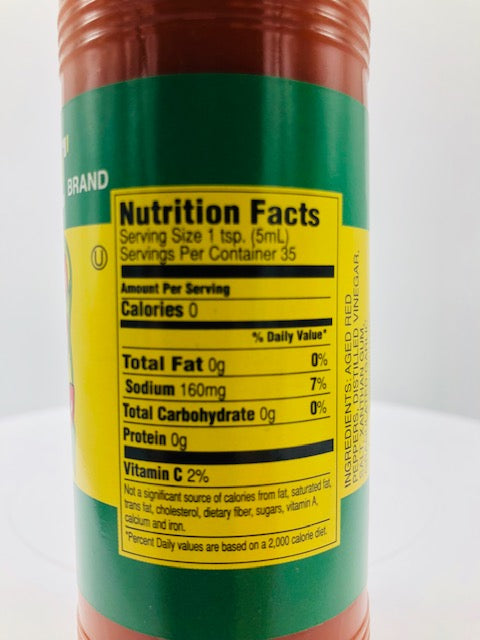 BRAND
U
Nutrition Facts
Serving Size 1 tsp. (5mL)
Servings Per Container 35
Amount Per Serving
Calories 0
% Daily Value*
Total Fat 0g 0%
Sodium 160mg 7%
Total Carbohydrate 0g 0%
Protein 0g
Vitamin C 2%
Not a significant source of calories from fat, saturated fat,
trans fat, cholesterol, dietary fiber, sugars, vitamin A,
calcium and iron.
*Percent Daily values are based on a 2,000 calorie diet.
INGREDIENTS: AGED RED
PEPPERS, DISTILLED VINEGAR,
SALT, XANTHAN GUM,